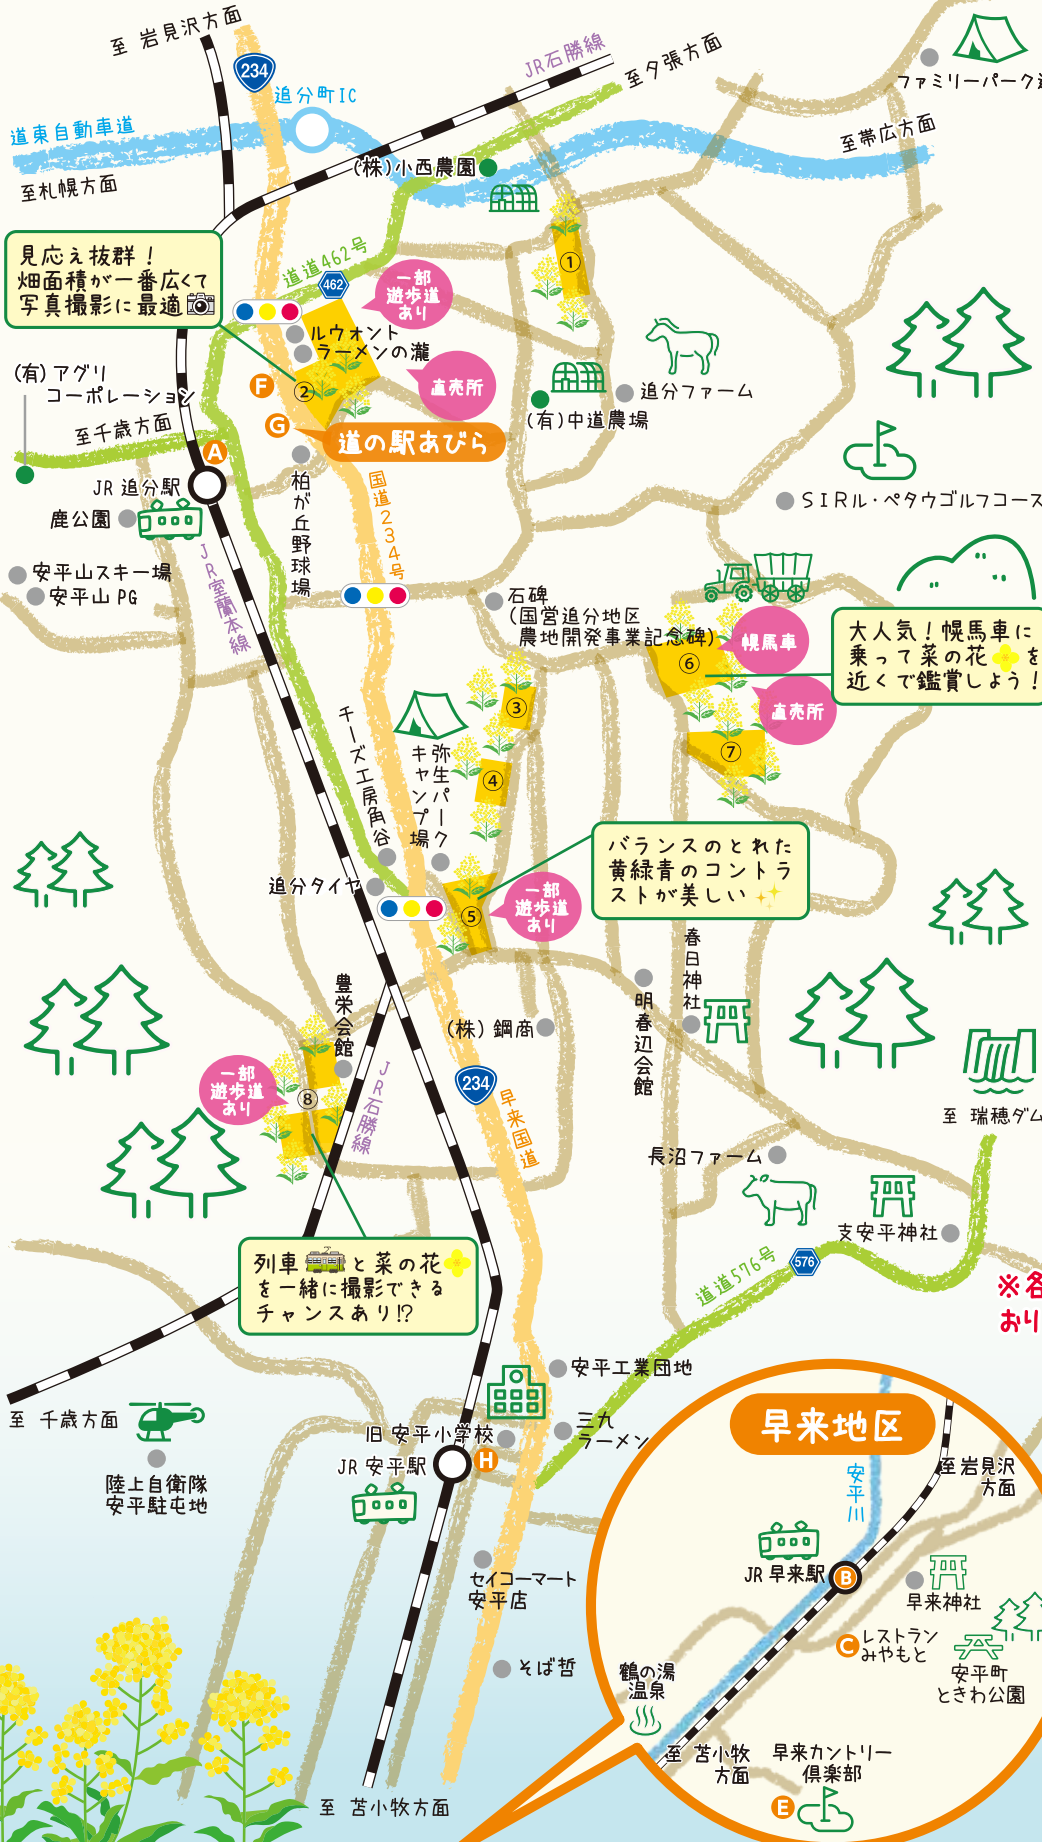 至 岩見沢方面
234
追分町IC
JR石勝線
至夕張方面
ファミリーパーク
道東自動車道
至札幌方面
(株)小西農園
至帯広方面
見応え抜群！
畑面積が一番広くて
写真撮影に最適
道道462号
462
一部
遊歩道
あり
①
ルウォント
ラーメンの瀧
②
直売所
追分ファーム
(有)中道農場
(有)アグリ
コーポレーション
至千歳方面
F
G
道の駅あびら
A
JR 追分駅
鹿公園
柏が丘野球場
国道234号
SIRル・ペタウゴルフコース
安平山スキー場
安平山 PG
JR室蘭本線
石碑
(国営追分地区
農地開発事業記念碑)
⑥
幌馬車
大人気！幌馬車に
乗って菜の花を
近くで鑑賞しよう！
直売所
③
⑦
④
チーズ工房角谷
弥生パーク
キャンプ場
バランスのとれた
黄緑青のコントラ
ストが美しい
追分タイヤ
⑤
一部
遊歩道
あり
春日神社
明春辺会館
豊栄会館
(株)鋼商
一部
遊歩道
あり
⑧
JR石勝線
234
早来国道
至 瑞穂ダム
長沼ファーム
支安平神社
列車と菜の花
を一緒に撮影できる
チャンスあり!?
道道576号
576
※各
おり
至 千歳方面
安平工業団地
三九
ラーメン
旧 安平小学校
JR 安平駅
H
陸上自衛隊
安平駐屯地
セイコーマート
安平店
そば哲
至 苫小牧方面
早来地区
安平川
至岩見沢
方面
JR 早来駅
B
早来神社
C
レストラン
みやもと
安平町
ときわ公園
鶴の湯
温泉
至 苫小牧
方面
早来カントリー
倶楽部
E